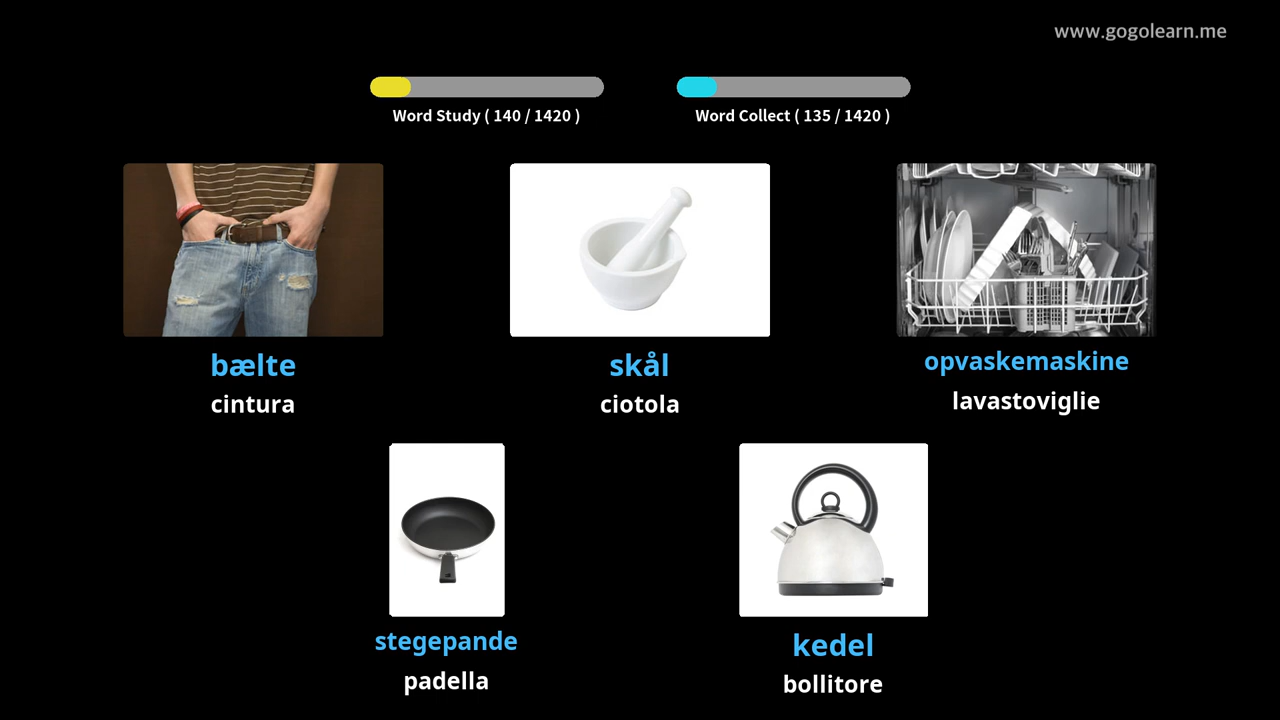 www.gogolearn.me
Word Study ( 140 / 1420 )
Word Collect ( 135 / 1420 )
bælte
cintura
skål
ciotola
opvaskemaskine
lavastoviglie
stegepande
padella
kedel
bollitore